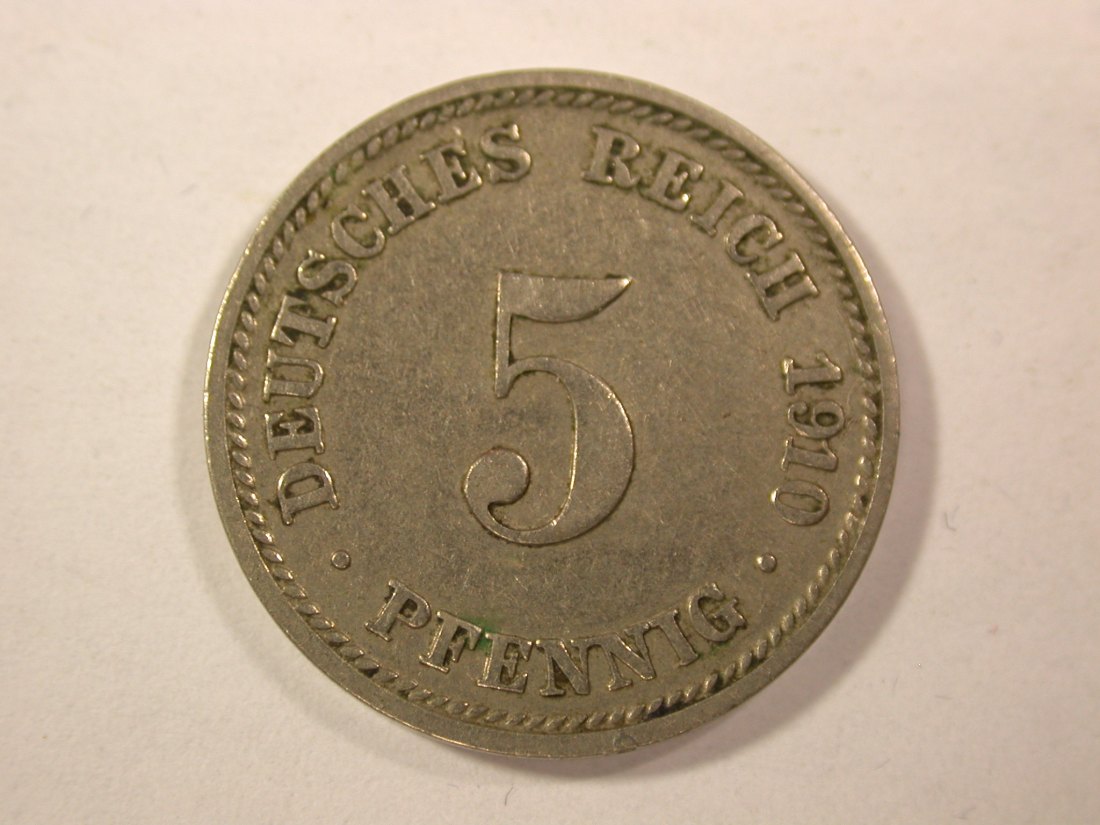 DEUTSCHES REICH 1910
5
· PFENNIG ·